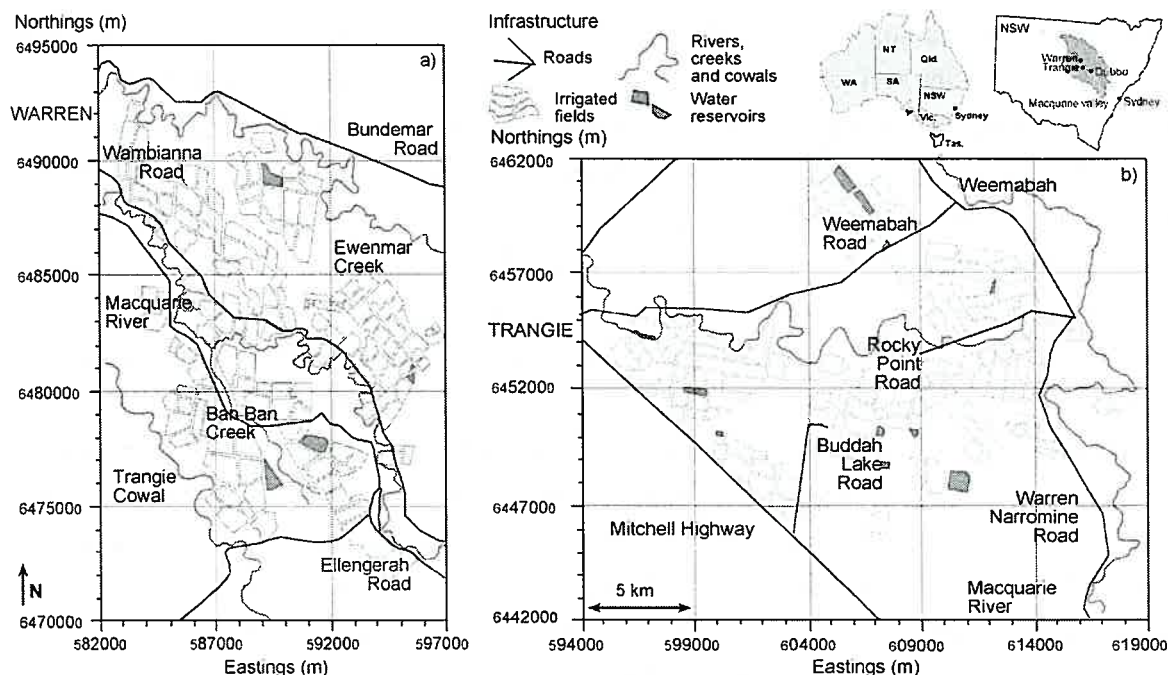 Northings (m)
6495000
a)
WARREN
Bundemar
Road
Wambianna
Road
6490000
Ewenmar
Creek
6485000
Macquarie
River
6480000
Ban Ban
Creek
Trangie
Cowal
6475000
Ellengerah
Road
N
6470000
582000
587000
592000
597000
Eastings (m)
Infrastructure
Roads
Rivers,
creeks
and cowals
Irrigated
fields
Water
reservoirs
NT
Qld.
WA
SA
NSW
Vic.
Sydney
Tas.
NSW
Warren
Trangie
Dubbo
Macquarie valley
Sydney
Northings (m)
6462000
b)
Weemabah
Weemabah
Road
6457000
TRANGIE
Rocky
Point
Road
6452000
Buddah
Lake
Road
6447000
Mitchell Highway
Warren
Narromine
Road
5 km
Macquarie
River
6442000
594000
599000
604000
609000
614000
619000
Eastings (m)